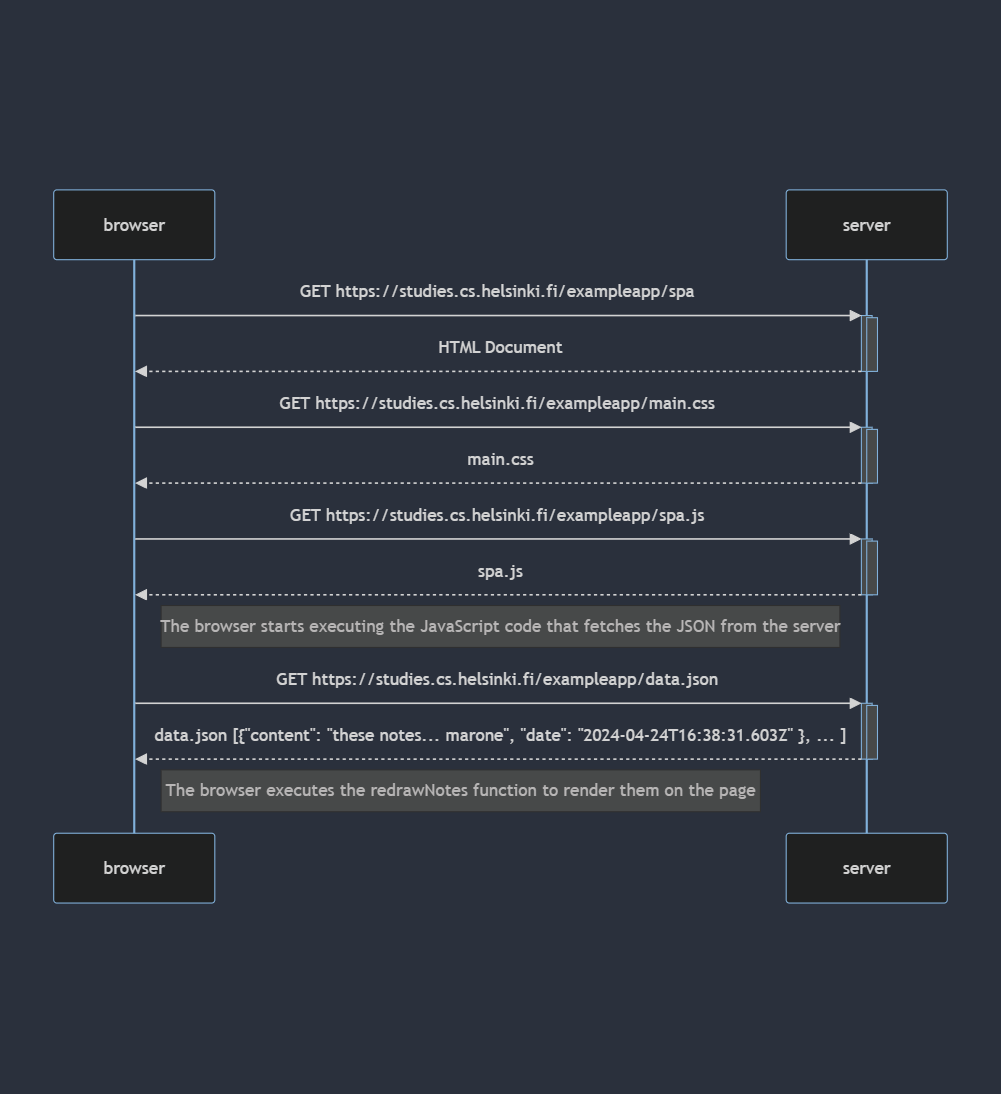 browser
server
GET https://studies.cs.helsinki.fi/exampleapp/spa
HTML Document
GET https://studies.cs.helsinki.fi/exampleapp/main.css
main.css
GET https://studies.cs.helsinki.fi/exampleapp/spa.js
spa.js
The browser starts executing the JavaScript code that fetches the JSON from the server
GET https://studies.cs.helsinki.fi/exampleapp/data.json
data.json [{"content": "these notes... marone", "date": "2024-04-24T16:38:31.603Z" }, ... ]
The browser executes the redrawNotes function to render them on the page
browser
server